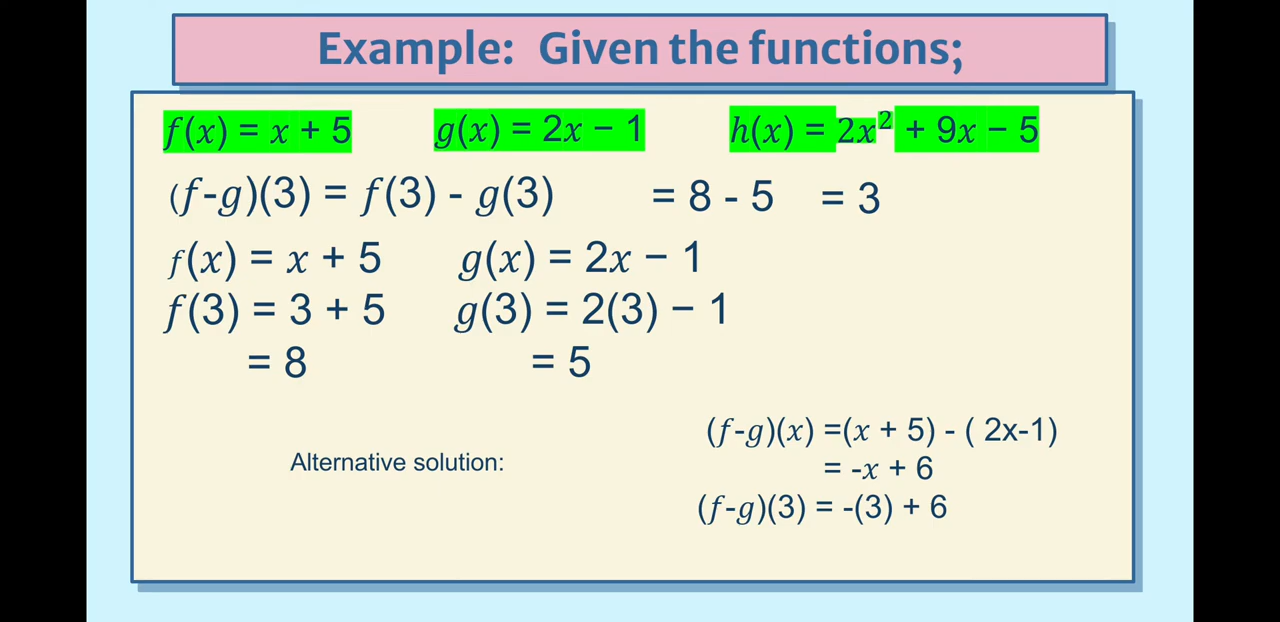 Example: Given the functions;
f(x) = x + 5 g(x) = 2x − 1 h(x) = 2x² + 9x − 5
(f-g)(3) = f(3) - g(3) = 8 - 5 = 3
f(x) = x + 5 g(x) = 2x − 1
f(3) = 3 + 5 g(3) = 2(3) − 1
= 8 = 5
(f-g)(x) =(x + 5) - ( 2x-1)
Alternative solution:
= -x + 6
(f-g)(3) = -(3) + 6